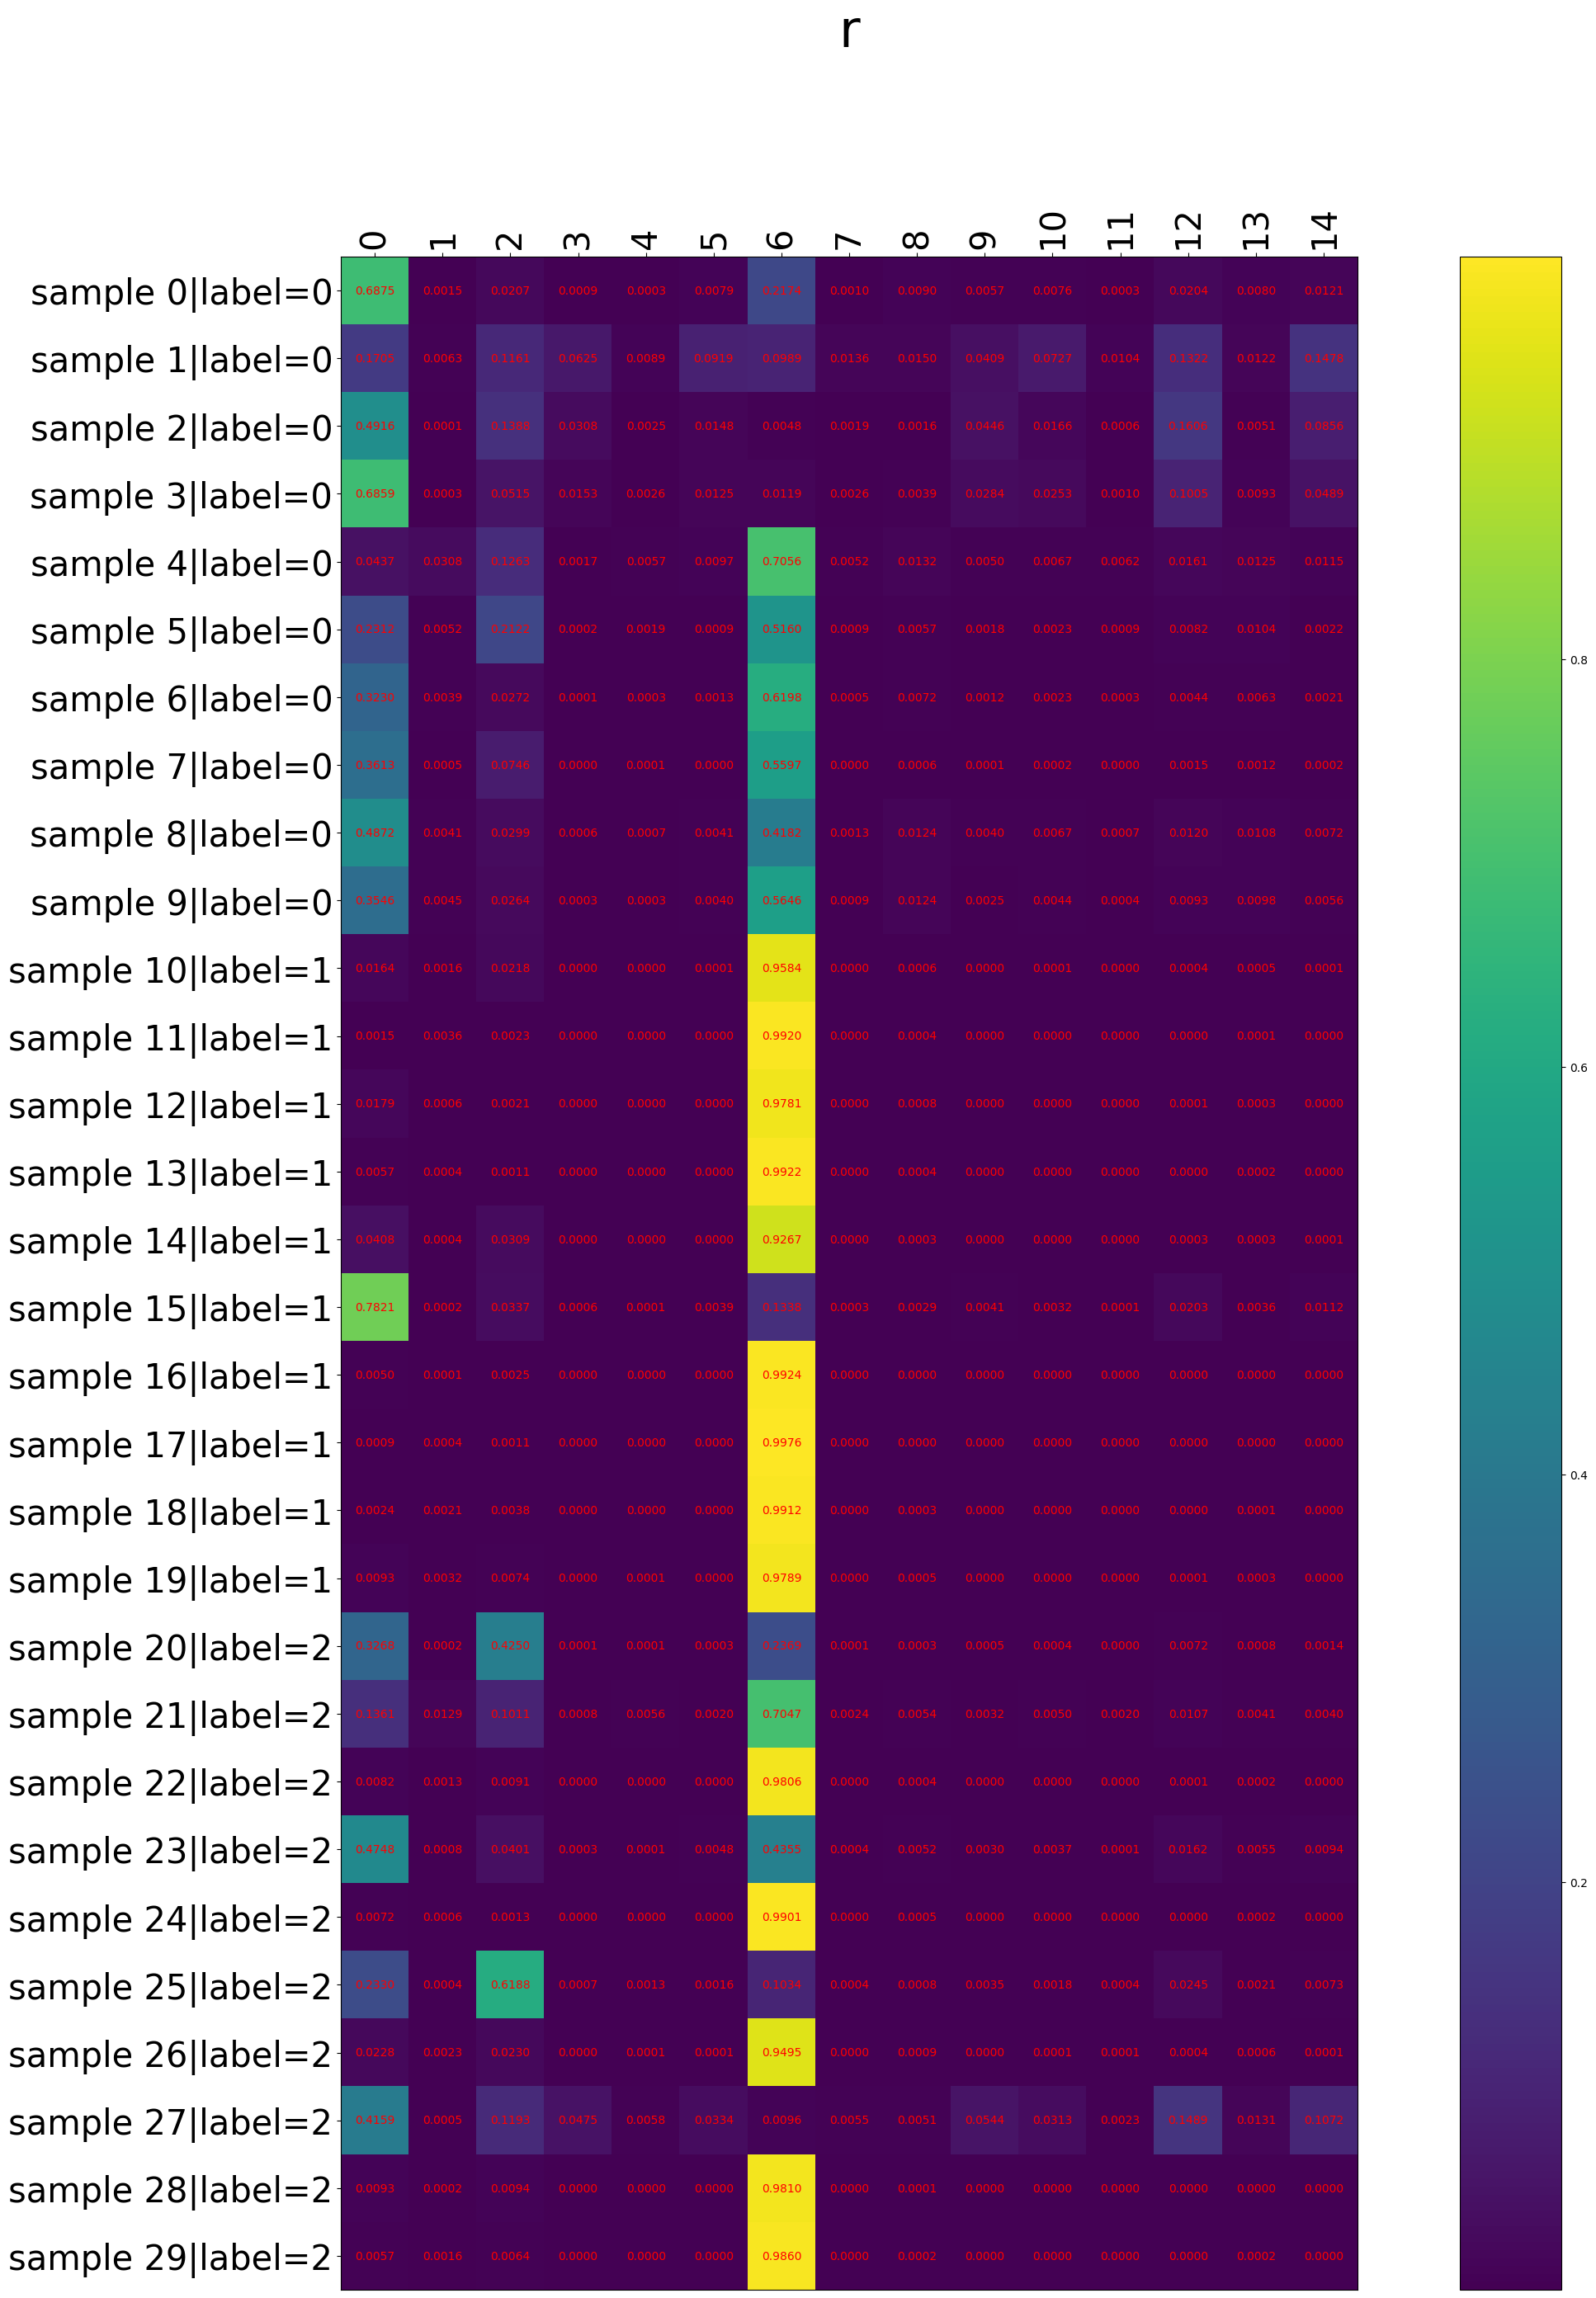 r
0 1 2 3 4 5 6 7 8 9 10 11 12 13 14
sample 0|label=0 0.6875 0.0015 0.0207 0.0009 0.0003 0.0079 0.0010 0.0090 0.0057 0.0076 0.0003 0.0204 0.0080 0.0121
sample 1|label=0 0.0063 0.1161 0.0625 0.0089 0.0919 0.0989 0.0136 0.0150 0.0409 0.0727 0.0104 0.1322 0.0122 0.1478
sample 2|label=0 0.4916 0.0001 0.1388 0.0308 0.0025 0.0148 0.0048 0.0019 0.0016 0.0446 0.0166 0.0006 0.0051 0.0856
sample 3|label=0 0.6859 0.0003 0.0515 0.0153 0.0026 0.0125 0.0119 0.0026 0.0039 0.0284 0.0253 0.0010 0.1005 0.0093 0.0489
sample 4|label=0 0.0437 0.0308 0.1263 0.0017 0.0057 0.0097 0.7056 0.0052 0.0132 0.0050 0.0067 0.0062 0.0161 0.0125 0.0115
sample 5|label=0 0.0052 0.2122 0.0002 0.0019 0.0009 0.5160 0.0009 0.0057 0.0018 0.0023 0.0009 0.0082 0.0104 0.0022
sample 6|label=0 0.0039 0.0272 0.0001 0.0003 0.0013 0.6198 0.0005 0.0072 0.0012 0.0023 0.0003 0.0044 0.0063 0.0021
sample 7|label=0 0.3613 0.0005 0.0746 0.0000 0.0001 0.0000 0.5597 0.0000 0.0006 0.0001 0.0002 0.0000 0.0015 0.0012 0.0002
sample 8|label=0 0.4872 0.0041 0.0299 0.0006 0.0007 0.0041 0.4182 0.0013 0.0124 0.0040 0.0067 0.0007 0.0120 0.0108 0.0072
sample 9|label=0 0.3546 0.0045 0.0264 0.0003 0.0003 0.0040 0.5646 0.0009 0.0124 0.0025 0.0044 0.0004 0.0093 0.0098 0.0056
sample 10|label=1 0.0164 0.0016 0.0218 0.0000 0.0000 0.0001 0.9584 0.0000 0.0006 0.0000 0.0001 0.0000 0.0004 0.0005 0.0001
sample 11|label=1 0.0015 0.0036 0.0023 0.0000 0.0000 0.0000 0.9920 0.0000 0.0004 0.0000 0.0000 0.0000 0.0000 0.0001 0.0000
sample 12|label=1 0.0179 0.0006 0.0021 0.0000 0.0000 0.0000 0.9781 0.0000 0.0008 0.0000 0.0000 0.0000 0.0001 0.0003 0.0000
sample 13|label=1 0.0057 0.0004 0.0011 0.0000 0.0000 0.0000 0.9922 0.0000 0.0004 0.0000 0.0000 0.0000 0.0000 0.0002 0.0000
sample 14|label=1 0.0408 0.0004 0.0309 0.0000 0.0000 0.0000 0.9267 0.0000 0.0003 0.0000 0.0000 0.0000 0.0003 0.0003 0.0001
sample 15|label=1 0.7821 0.0002 0.0337 0.0006 0.0001 0.0039 0.1338 0.0003 0.0029 0.0041 0.0032 0.0001 0.0203 0.0036 0.0112
sample 16|label=1 0.0050 0.0001 0.0025 0.0000 0.0000 0.0000 0.9924 0.0000 0.0000 0.0000 0.0000 0.0000 0.0000 0.0000 0.0000
sample 17|label=1 0.0009 0.0004 0.0011 0.0000 0.0000 0.0000 0.9976 0.0000 0.0000 0.0000 0.0000 0.0000 0.0000 0.0000 0.0000
sample 18|label=1 0.0024 0.0021 0.0038 0.0000 0.0000 0.0000 0.9912 0.0000 0.0003 0.0000 0.0000 0.0000 0.0000 0.0001 0.0000
sample 19|label=1 0.0093 0.0032 0.0074 0.0000 0.0001 0.0000 0.9789 0.0000 0.0005 0.0000 0.0000 0.0000 0.0001 0.0003 0.0000
sample 20|label=2 0.3268 0.0002 0.4250 0.0001 0.0001 0.0003 0.0001 0.0003 0.0005 0.0004 0.0000 0.0072 0.0008 0.0014
sample 21|label=2 0.1361 0.0129 0.1011 0.0008 0.0056 0.0020 0.7047 0.0024 0.0054 0.0032 0.0050 0.0020 0.0107 0.0041 0.0040
sample 22|label=2 0.0082 0.0013 0.0091 0.0000 0.0000 0.0000 0.9806 0.0000 0.0004 0.0000 0.0000 0.0000 0.0001 0.0002 0.0000
sample 23|label=2 0.4748 0.0008 0.0401 0.0003 0.0001 0.0048 0.4355 0.0004 0.0052 0.0030 0.0037 0.0001 0.0162 0.0055 0.0094
sample 24|label=2 0.0072 0.0006 0.0013 0.0000 0.0000 0.0000 0.9901 0.0000 0.0005 0.0000 0.0000 0.0000 0.0000 0.0002 0.0000
sample 25|label=2 0.0004 0.6188 0.0007 0.0013 0.0016 0.1034 0.0004 0.0008 0.0035 0.0018 0.0004 0.0245 0.0021 0.0073
sample 26|label=2 0.0228 0.0023 0.0230 0.0000 0.0001 0.0001 0.9495 0.0000 0.0009 0.0000 0.0001 0.0001 0.0004 0.0006 0.0001
sample 27|label=2 0.4159 0.0005 0.1193 0.0475 0.0058 0.0334 0.0096 0.0055 0.0051 0.0544 0.0313 0.0023 0.0131 0.1072
sample 28|label=2 0.0093 0.0002 0.0094 0.0000 0.0000 0.0000 0.9810 0.0000 0.0001 0.0000 0.0000 0.0000 0.0000 0.0000 0.0000
sample 29|label=2 0.0057 0.0016 0.0064 0.0000 0.0000 0.0000 0.9860 0.0000 0.0002 0.0000 0.0000 0.0000 0.0000 0.0002 0.0000
0.8
0.6
0.4
0.2